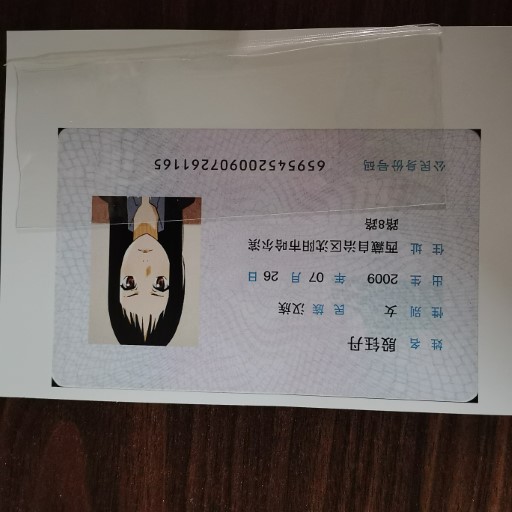 姓名 殷钰丹
性别 女 民族 汉族
出生 2009 年 07 月 26 日
住址 西藏自治区沈阳市哈尔滨
路8路
公民身份号码 659545200907261165